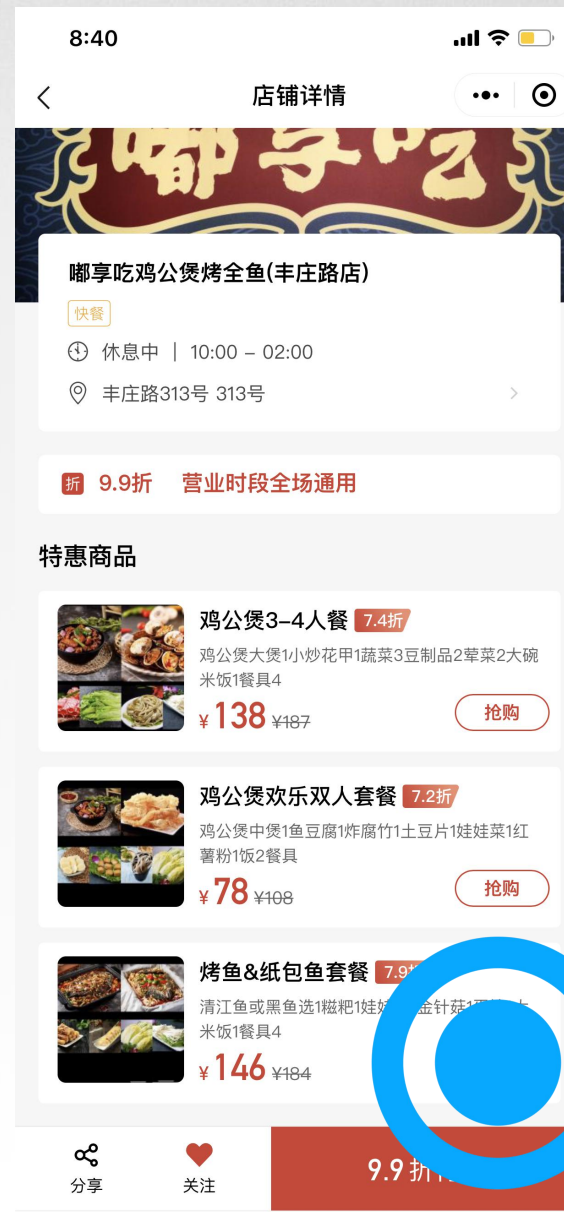 8:40
店铺详情
嘟享吃
嘟享吃鸡公煲烤全鱼(丰庄路店)
快餐
休息中 | 10:00 – 02:00
丰庄路313号 313号
折 9.9折 营业时段全场通用
特惠商品
鸡公煲3–4人餐 7.4折
鸡公煲大煲1小炒花甲1蔬菜3豆制品2荤菜2大碗
米饭1餐具4
¥138 ¥187
抢购
鸡公煲欢乐双人套餐 7.2折
鸡公煲中煲1鱼豆腐1炸腐竹1土豆片1娃娃菜1红
薯粉1饭2餐具
¥78 ¥108
抢购
烤鱼&纸包鱼套餐 7.9
清江鱼或黑鱼选1糍粑1娃 金针菇1
米饭1餐具4
¥146 ¥184
9.9 折
分享
关注